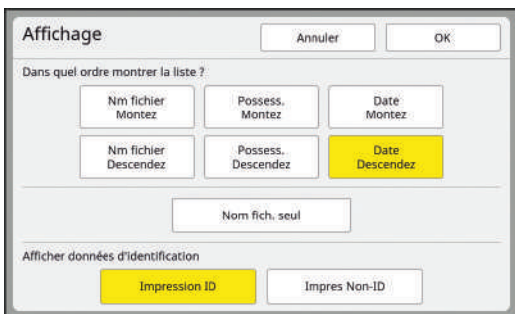 Affichage
Annuler
OK
Dans quel ordre montrer la liste ?
Nm fichier
Montez
Possess.
Montez
Date
Montez
Nm fichier
Descendez
Possess.
Descendez
Date
Descendez
Nom fich. seul
Afficher données d'identification
Impression ID
Impres Non-ID